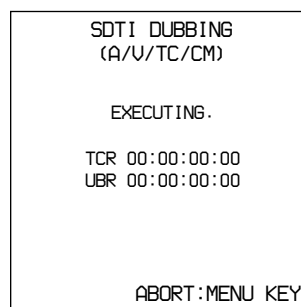 SDTI DUBBING
(A/V/TC/CM)
EXECUTING.
TCR 00:00:00:00
UBR 00:00:00:00
ABORT:MENU KEY